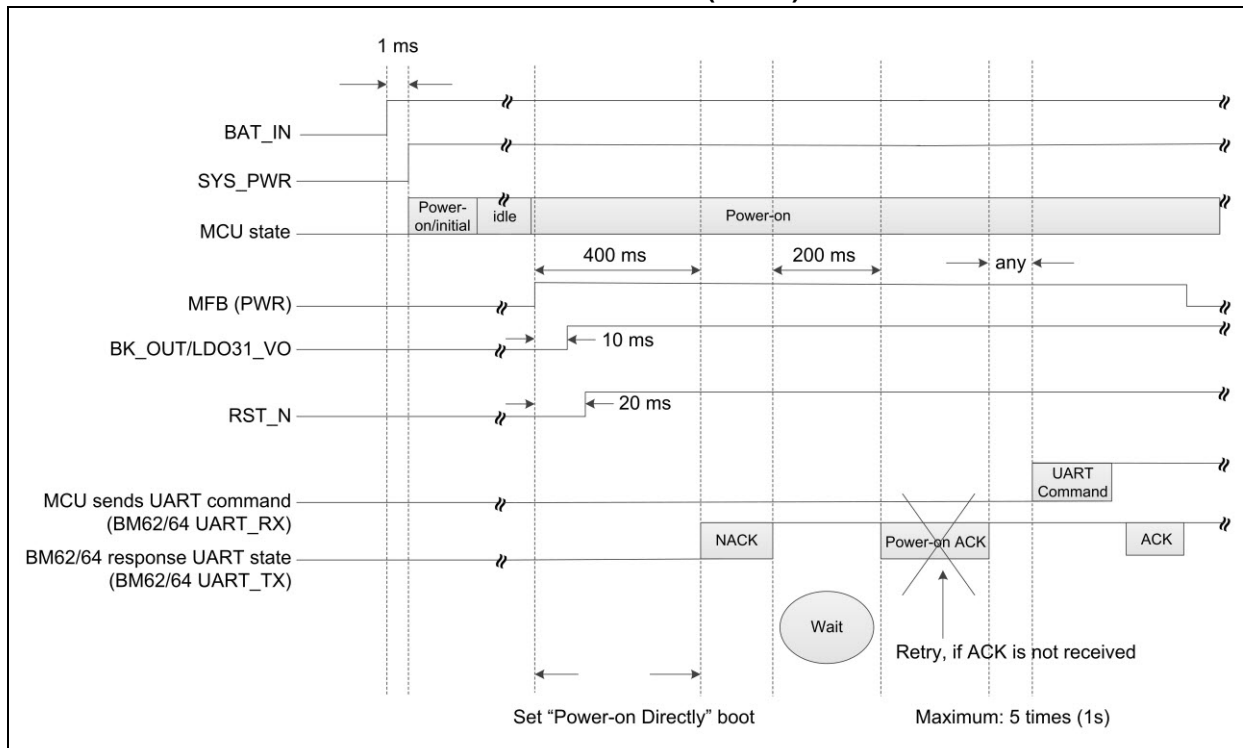 1 ms
BAT_IN
SYS_PWR
Power-
on/initial
idle
Power-on
MCU state
400 ms
200 ms
any
MFB (PWR)
10 ms
BK_OUT/LDO31_VO
20 ms
RST_N
UART
Command
MCU sends UART command
(BM62/64 UART_RX)
NACK
Power-on ACK
ACK
BM62/64 response UART state
(BM62/64 UART_TX)
Wait
Retry, if ACK is not received
Set “Power-on Directly” boot
Maximum: 5 times (1s)